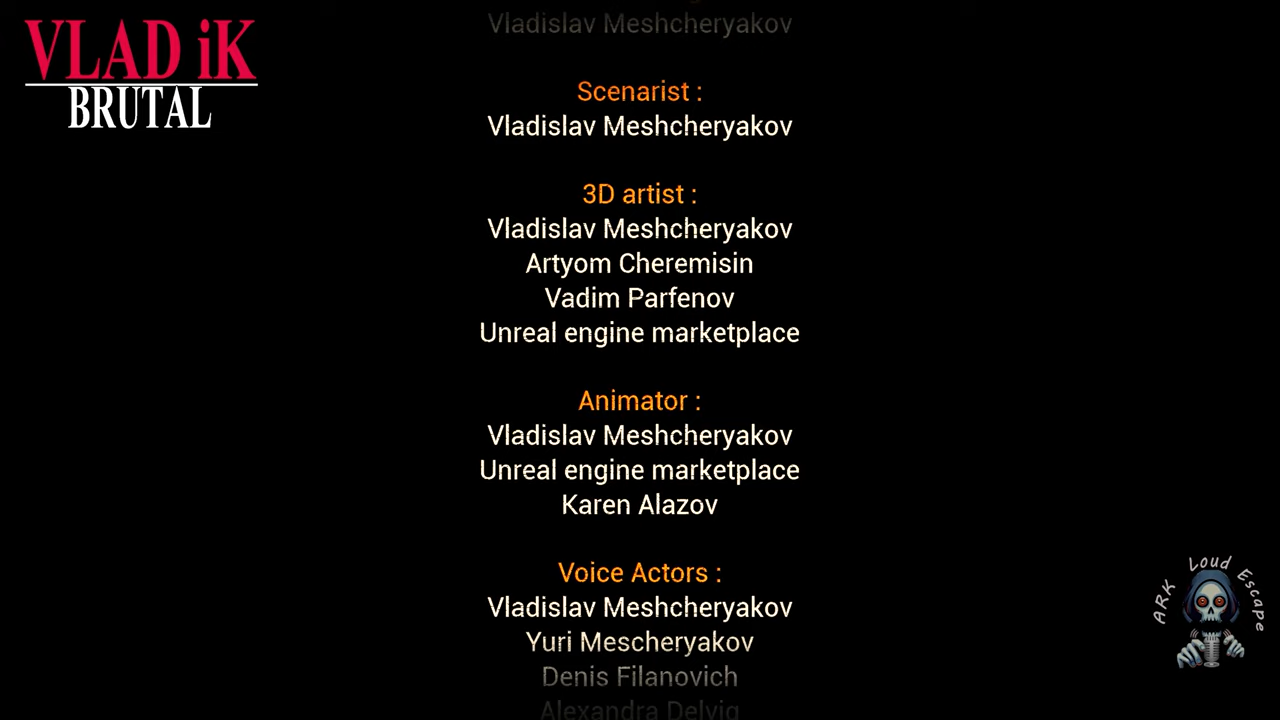 VLAD iK
BRUTAL
Vladislav Meshcheryakov
Scenarist :
Vladislav Meshcheryakov
3D artist :
Vladislav Meshcheryakov
Artyom Cheremisin
Vadim Parfenov
Unreal engine marketplace
Animator :
Vladislav Meshcheryakov
Unreal engine marketplace
Karen Alazov
Voice Actors :
Vladislav Meshcheryakov
Yuri Mescheryakov
Denis Filanovich
Alexandra Delvig
ARK Loud Escape